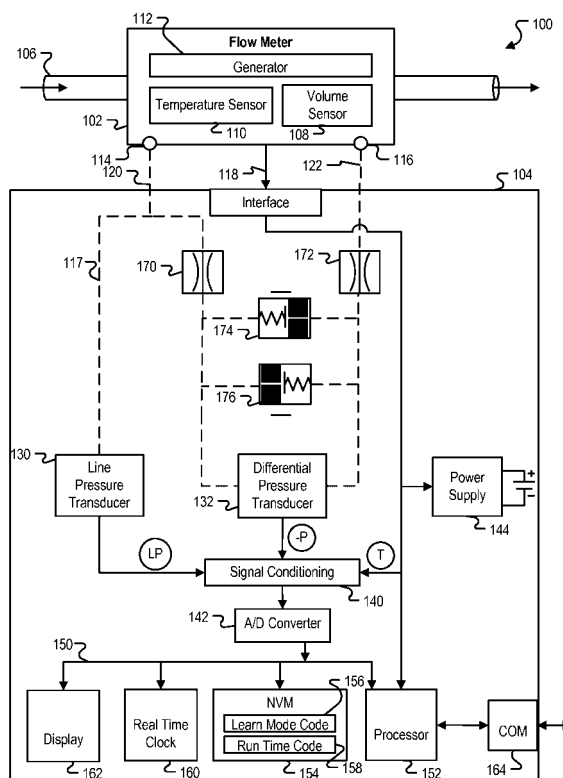 112
Flow Meter
100
106
Generator
Temperature Sensor
Volume
Sensor
102
110
108
114
116
120
118
122
104
Interface
117
170
172
174
176
130
Line
Pressure
Transducer
Differential
Pressure
Transducer
132
Power
Supply
+
-
144
LP
-P
T
Signal Conditioning
140
142
A/D Converter
150
156
Display
Real Time
Clock
NVM
Learn Mode Code
Run Time Code
Processor
COM
162
160
154
158
152
164